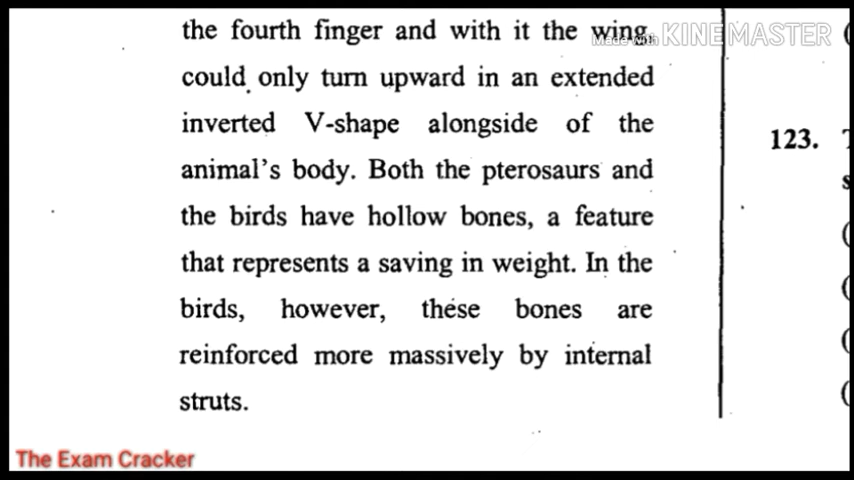 the fourth finger and with it the wing,
Made with KINEMASTER
could only turn upward in an extended
inverted V-shape alongside of the
animal's body. Both the pterosaurs and
the birds have hollow bones, a feature
that represents a saving in weight. In the
birds, however, these bones are
reinforced more massively by internal
struts.
123.
The Exam Cracker